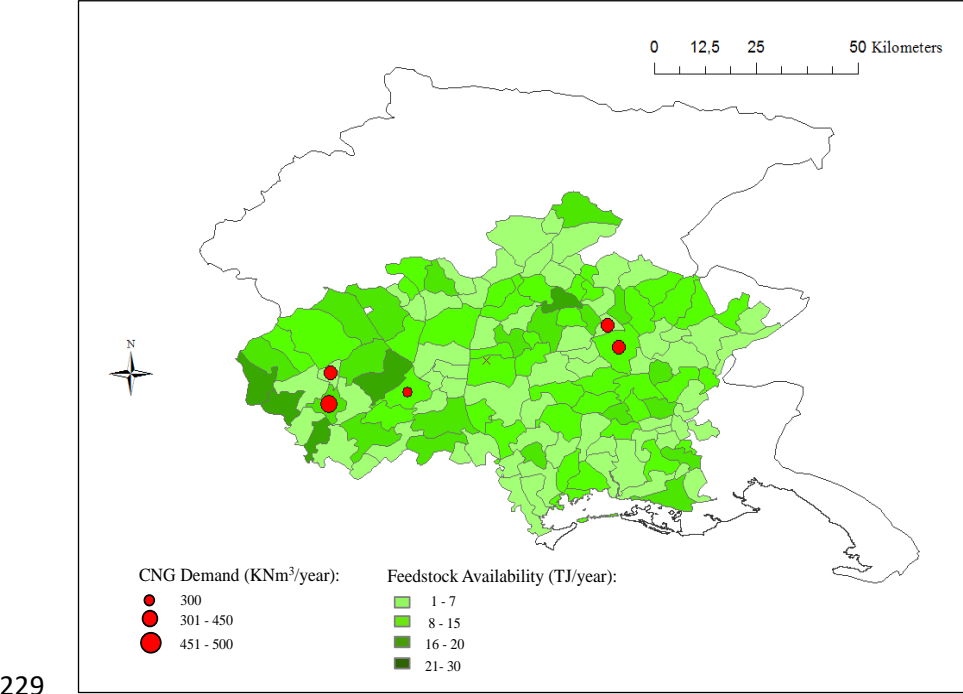 0 12,5 25 50 Kilometers
N
CNG Demand (KNm³/year):
300
301 - 450
451 - 500
Feedstock Availability (TJ/year):
1 - 7
8 - 15
16 - 20
21- 30
229